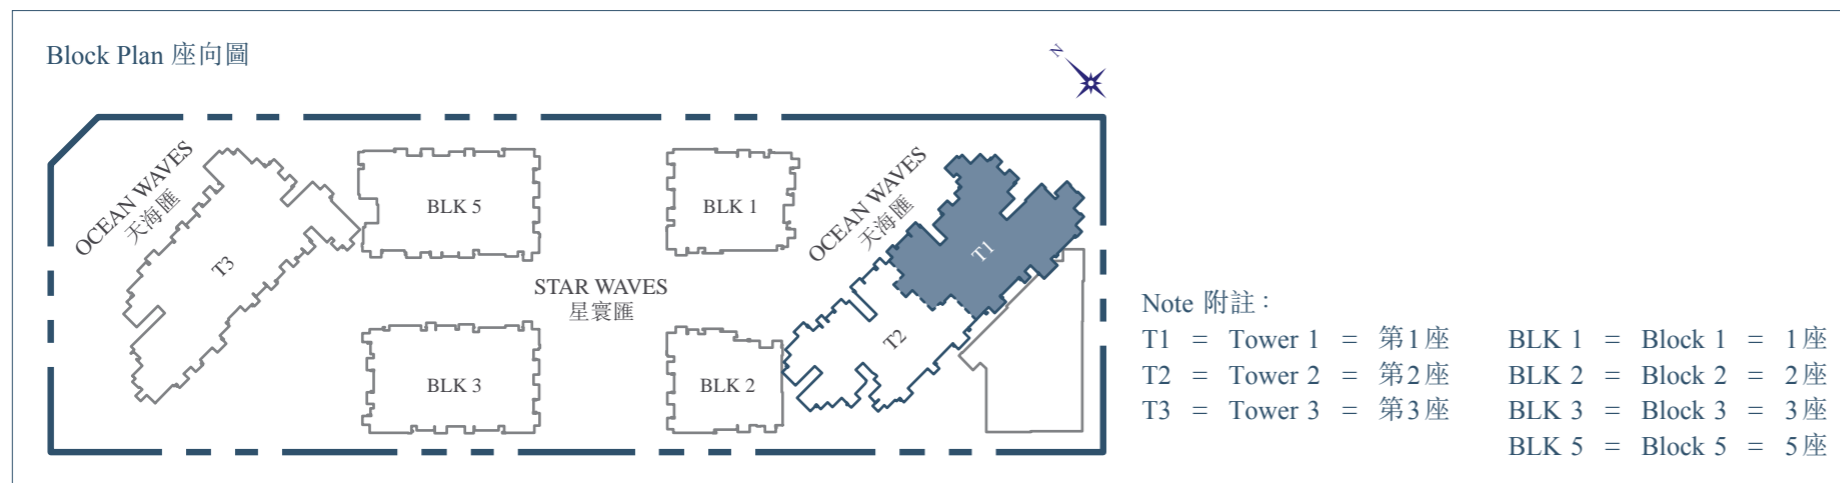 Block Plan 座向圖
N
OCEAN WAVES
天海匯
T3
BLK 5
BLK 1
OCEAN WAVES
天海匯
T1
STAR WAVES
星寰匯
BLK 3
BLK 2
T2
Note 附註：
T1 = Tower 1 = 第1座 BLK 1 = Block 1 = 1座
T2 = Tower 2 = 第2座 BLK 2 = Block 2 = 2座
T3 = Tower 3 = 第3座 BLK 3 = Block 3 = 3座
BLK 5 = Block 5 = 5座